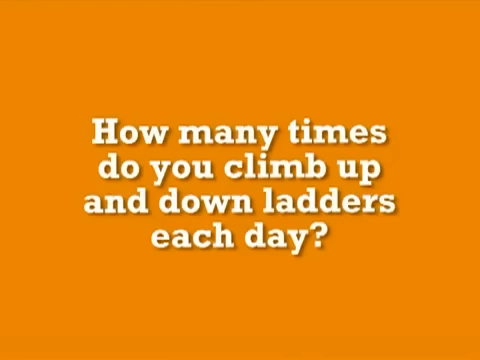 How many times
do you climb up
and down ladders
each day?